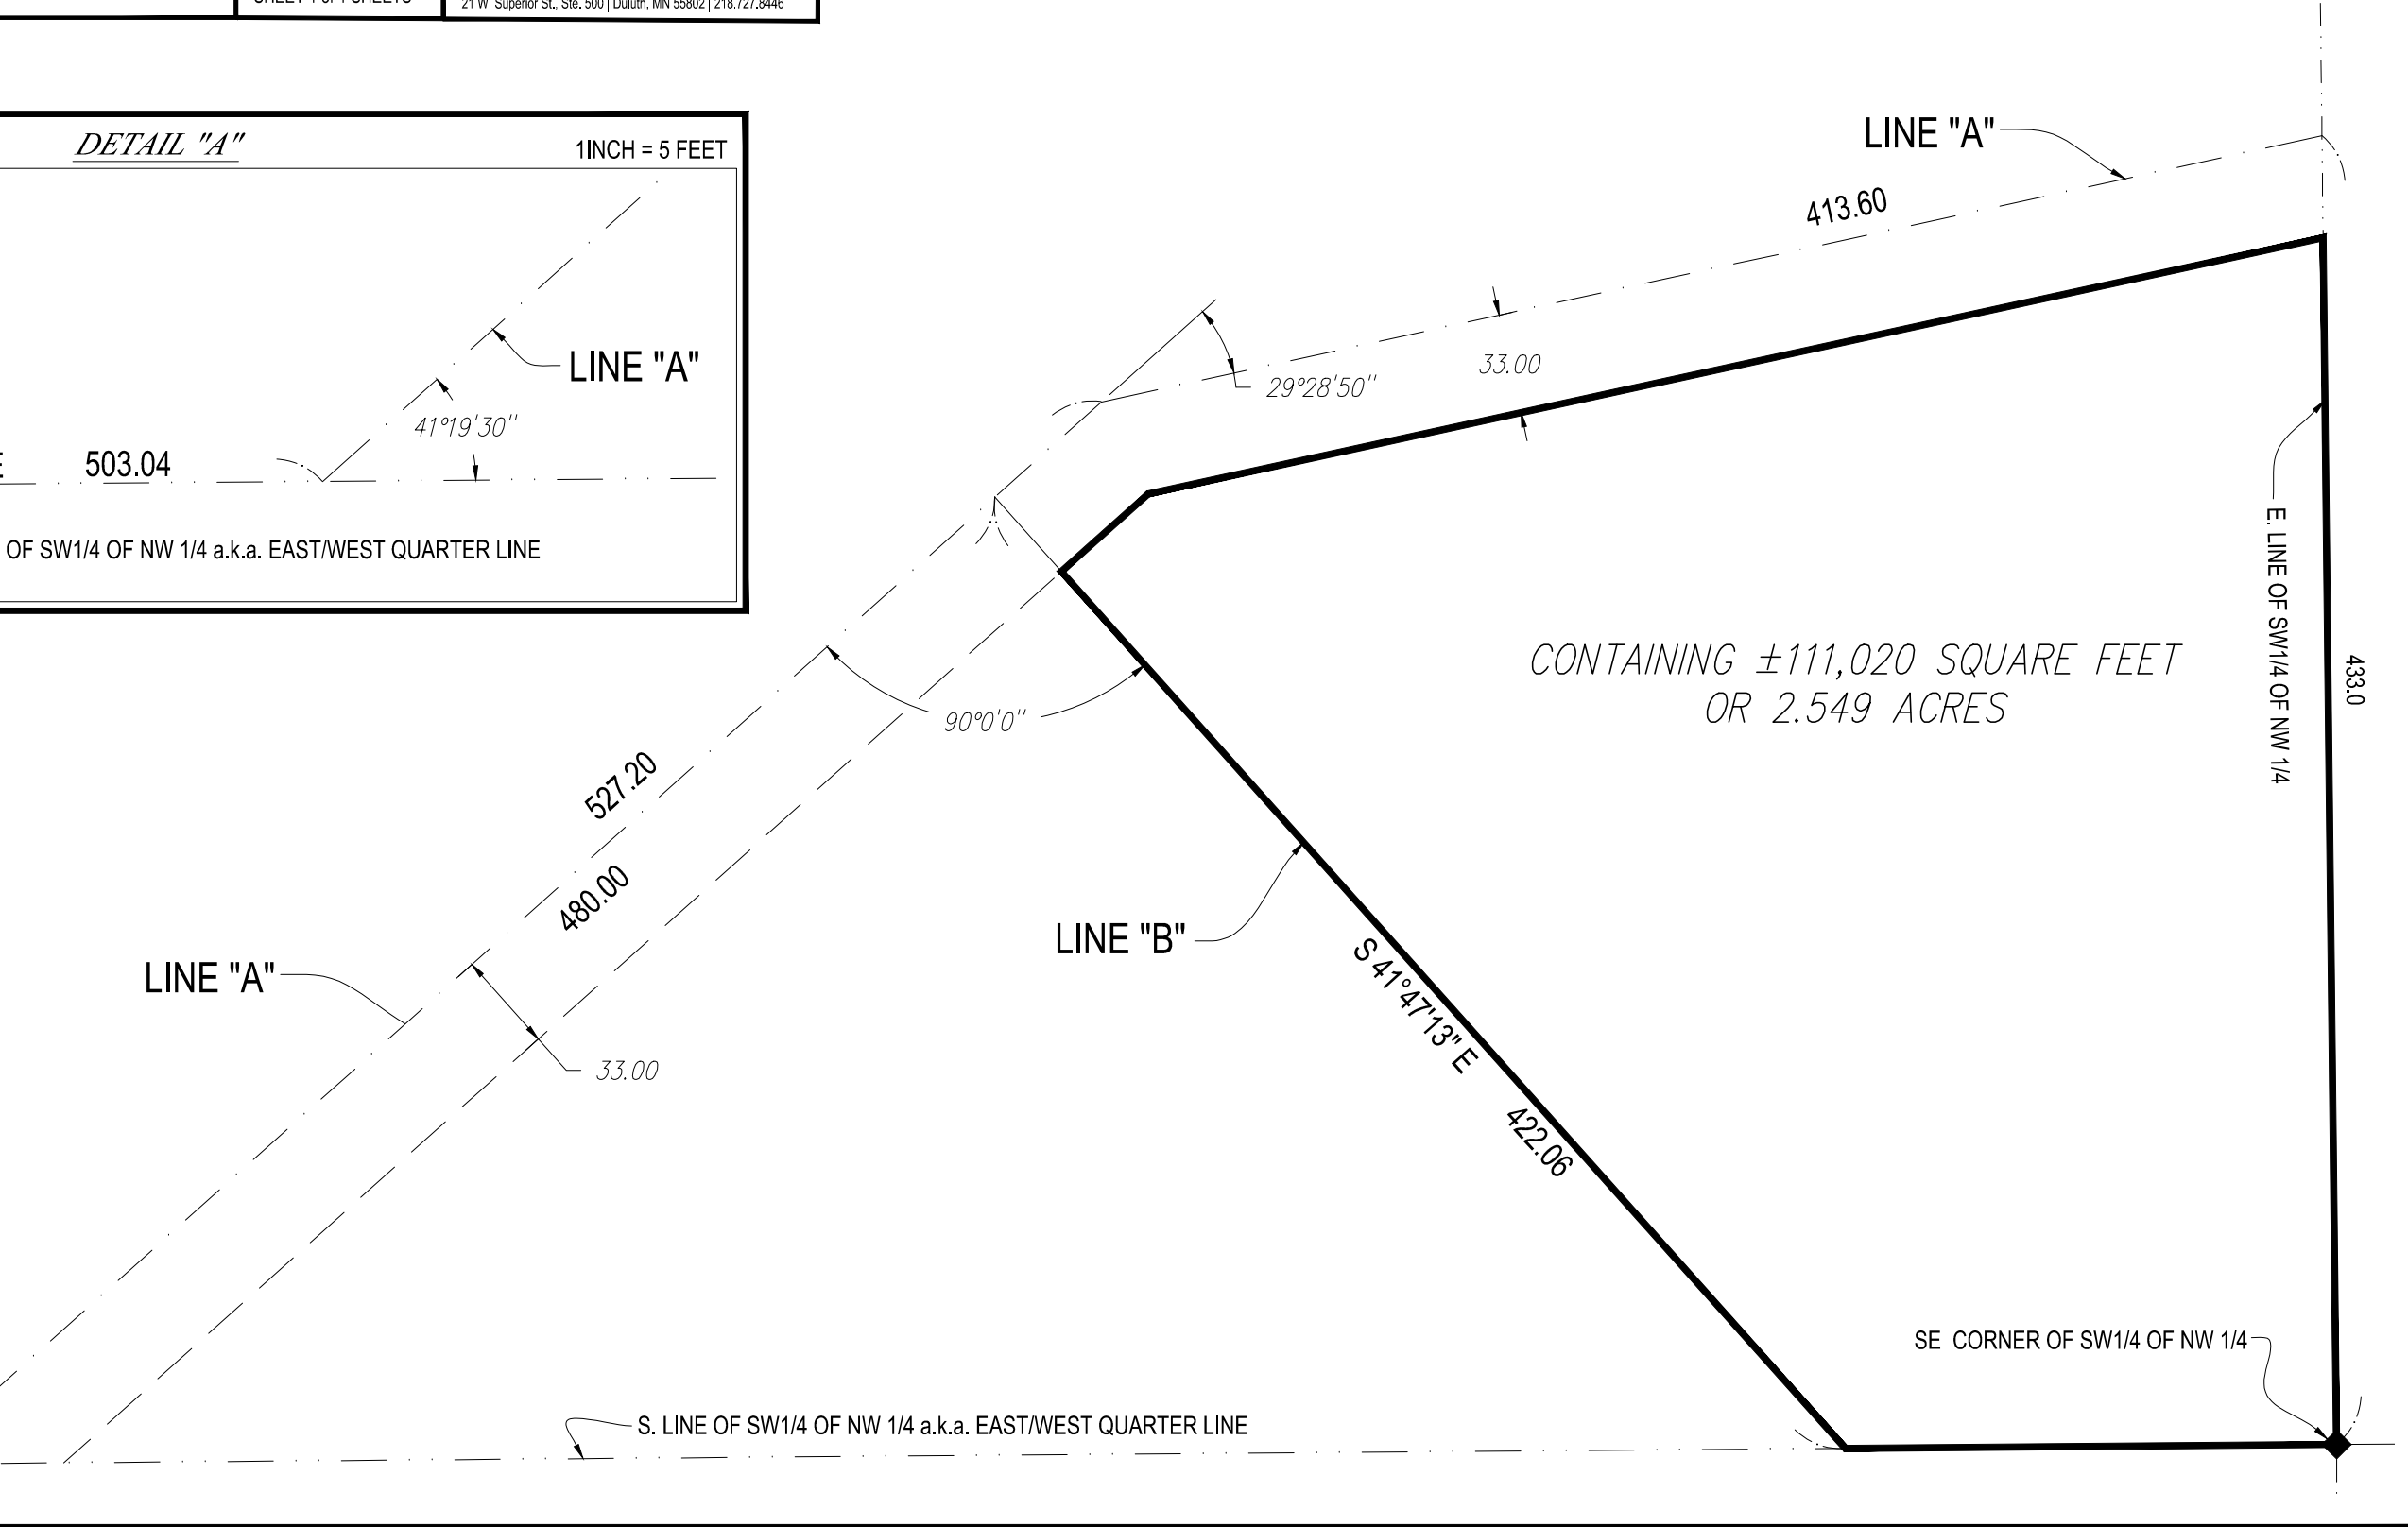 21 W. Superior St., Ste. 500 | Duluth, MN 55802 | 218.727.8446
DETAIL "A"
1INCH = 5 FEET
LINE "A"
41°19'30"
503.04
OF SW1/4 OF NW 1/4 a.k.a. EAST/WEST QUARTER LINE
LINE "A"
413.60
29°28'50"
33.00
E. LINE OF SW1/4 OF NW 1/4
433.0
CONTAINING ±111,020 SQUARE FEET
OR 2.549 ACRES
90°0'0"
527.20
480.00
LINE "B"
LINE "A"
33.00
S 41°47'13" E
422.06
SE CORNER OF SW1/4 OF NW 1/4
S. LINE OF SW1/4 OF NW 1/4 a.k.a. EAST/WEST QUARTER LINE